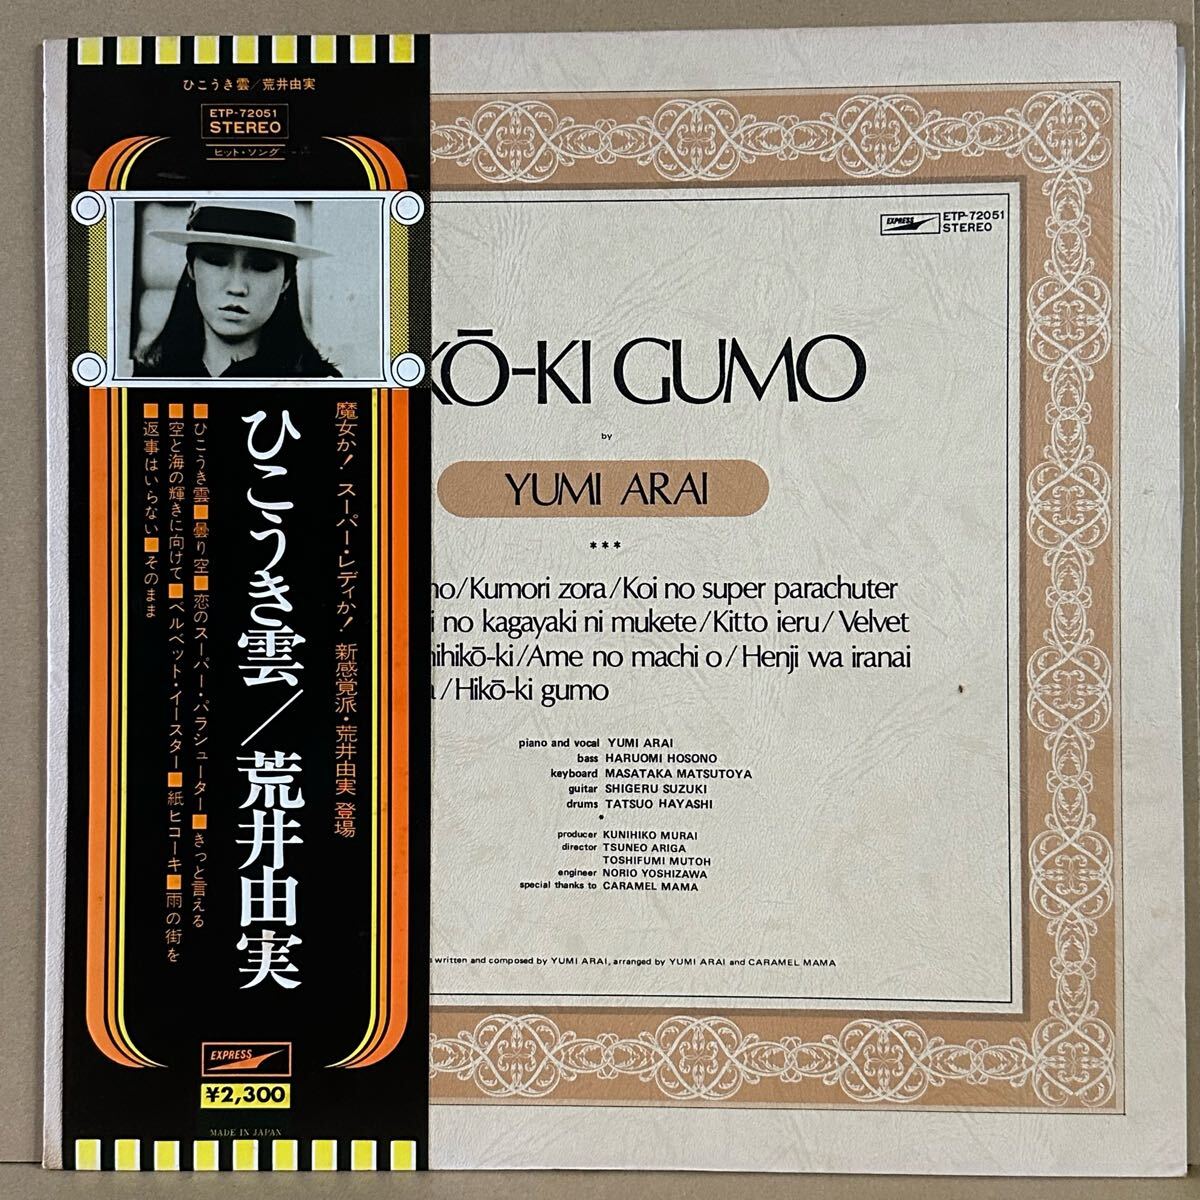 ひこうき雲／荒井由実
ETP-72051
STEREO
ヒット・ソング
魔女か！スーパー・レディか！新感覚派・荒井由実 登場
ひこうき雲／荒井由実
■ひこうき雲■曇り空■恋のスーパー・パラシューター■きっと言える
■空と海の輝きに向けて■ベルベット・イースター■紙ヒコーキ■雨の街を
■返事はいらない■そのまま
EXPRESS
¥2,300
MADE IN JAPAN
EXPRESS
ETP-72051
STEREO
KŌ-KI GUMO
by
YUMI ARAI
***
no/Kumori zora/Koi no super parachuter
i no kagayaki ni mukete/Kitto ieru/Velvet
nihikō-ki/Ame no machi o/Henji wa iranai
a/Hikō-ki gumo
piano and vocal YUMI ARAI
bass HARUOMI HOSONO
keyboard MASATAKA MATSUTOYA
guitar SHIGERU SUZUKI
drums TATSUO HAYASHI
*
producer KUNIHIKO MURAI
director TSUNEO ARIGA
TOSHIFUMI MUTOH
engineer NORIO YOSHIZAWA
special thanks to CARAMEL MAMA
s written and composed by YUMI ARAI, arranged by YUMI ARAI and CARAMEL MAMA